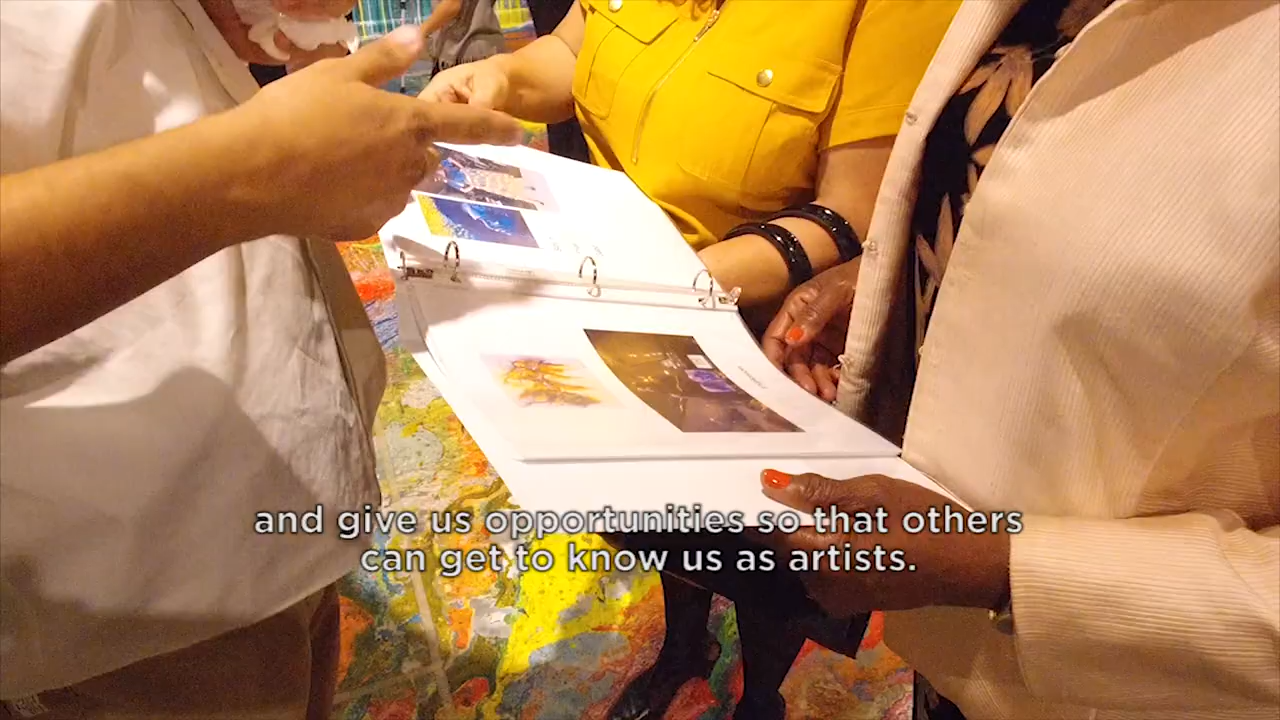 and give us opportunities so that others
can get to know us as artists.